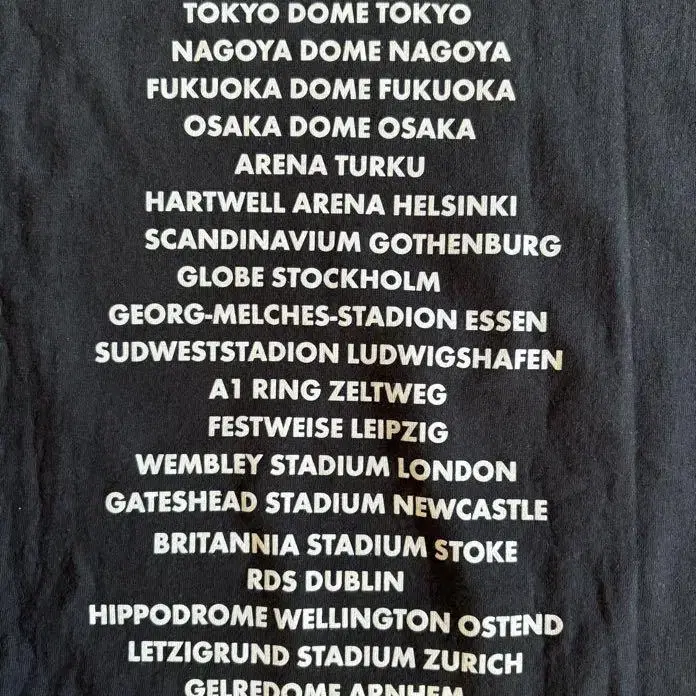 TOKYO DOME TOKYO
NAGOYA DOME NAGOYA
FUKUOKA DOME FUKUOKA
OSAKA DOME OSAKA
ARENA TURKU
HARTWELL ARENA HELSINKI
SCANDINAVIUM GOTHENBURG
GLOBE STOCKHOLM
GEORG-MELCHES-STADION ESSEN
SUDWESTSTADION LUDWIGSHAFEN
A1 RING ZELTWEG
FESTWEISE LEIPZIG
WEMBLEY STADIUM LONDON
GATESHEAD STADIUM NEWCASTLE
BRITANNIA STADIUM STOKE
RDS DUBLIN
HIPPODROME WELLINGTON OSTEND
LETZIGRUND STADIUM ZURICH
GELREDOME ARNHEM